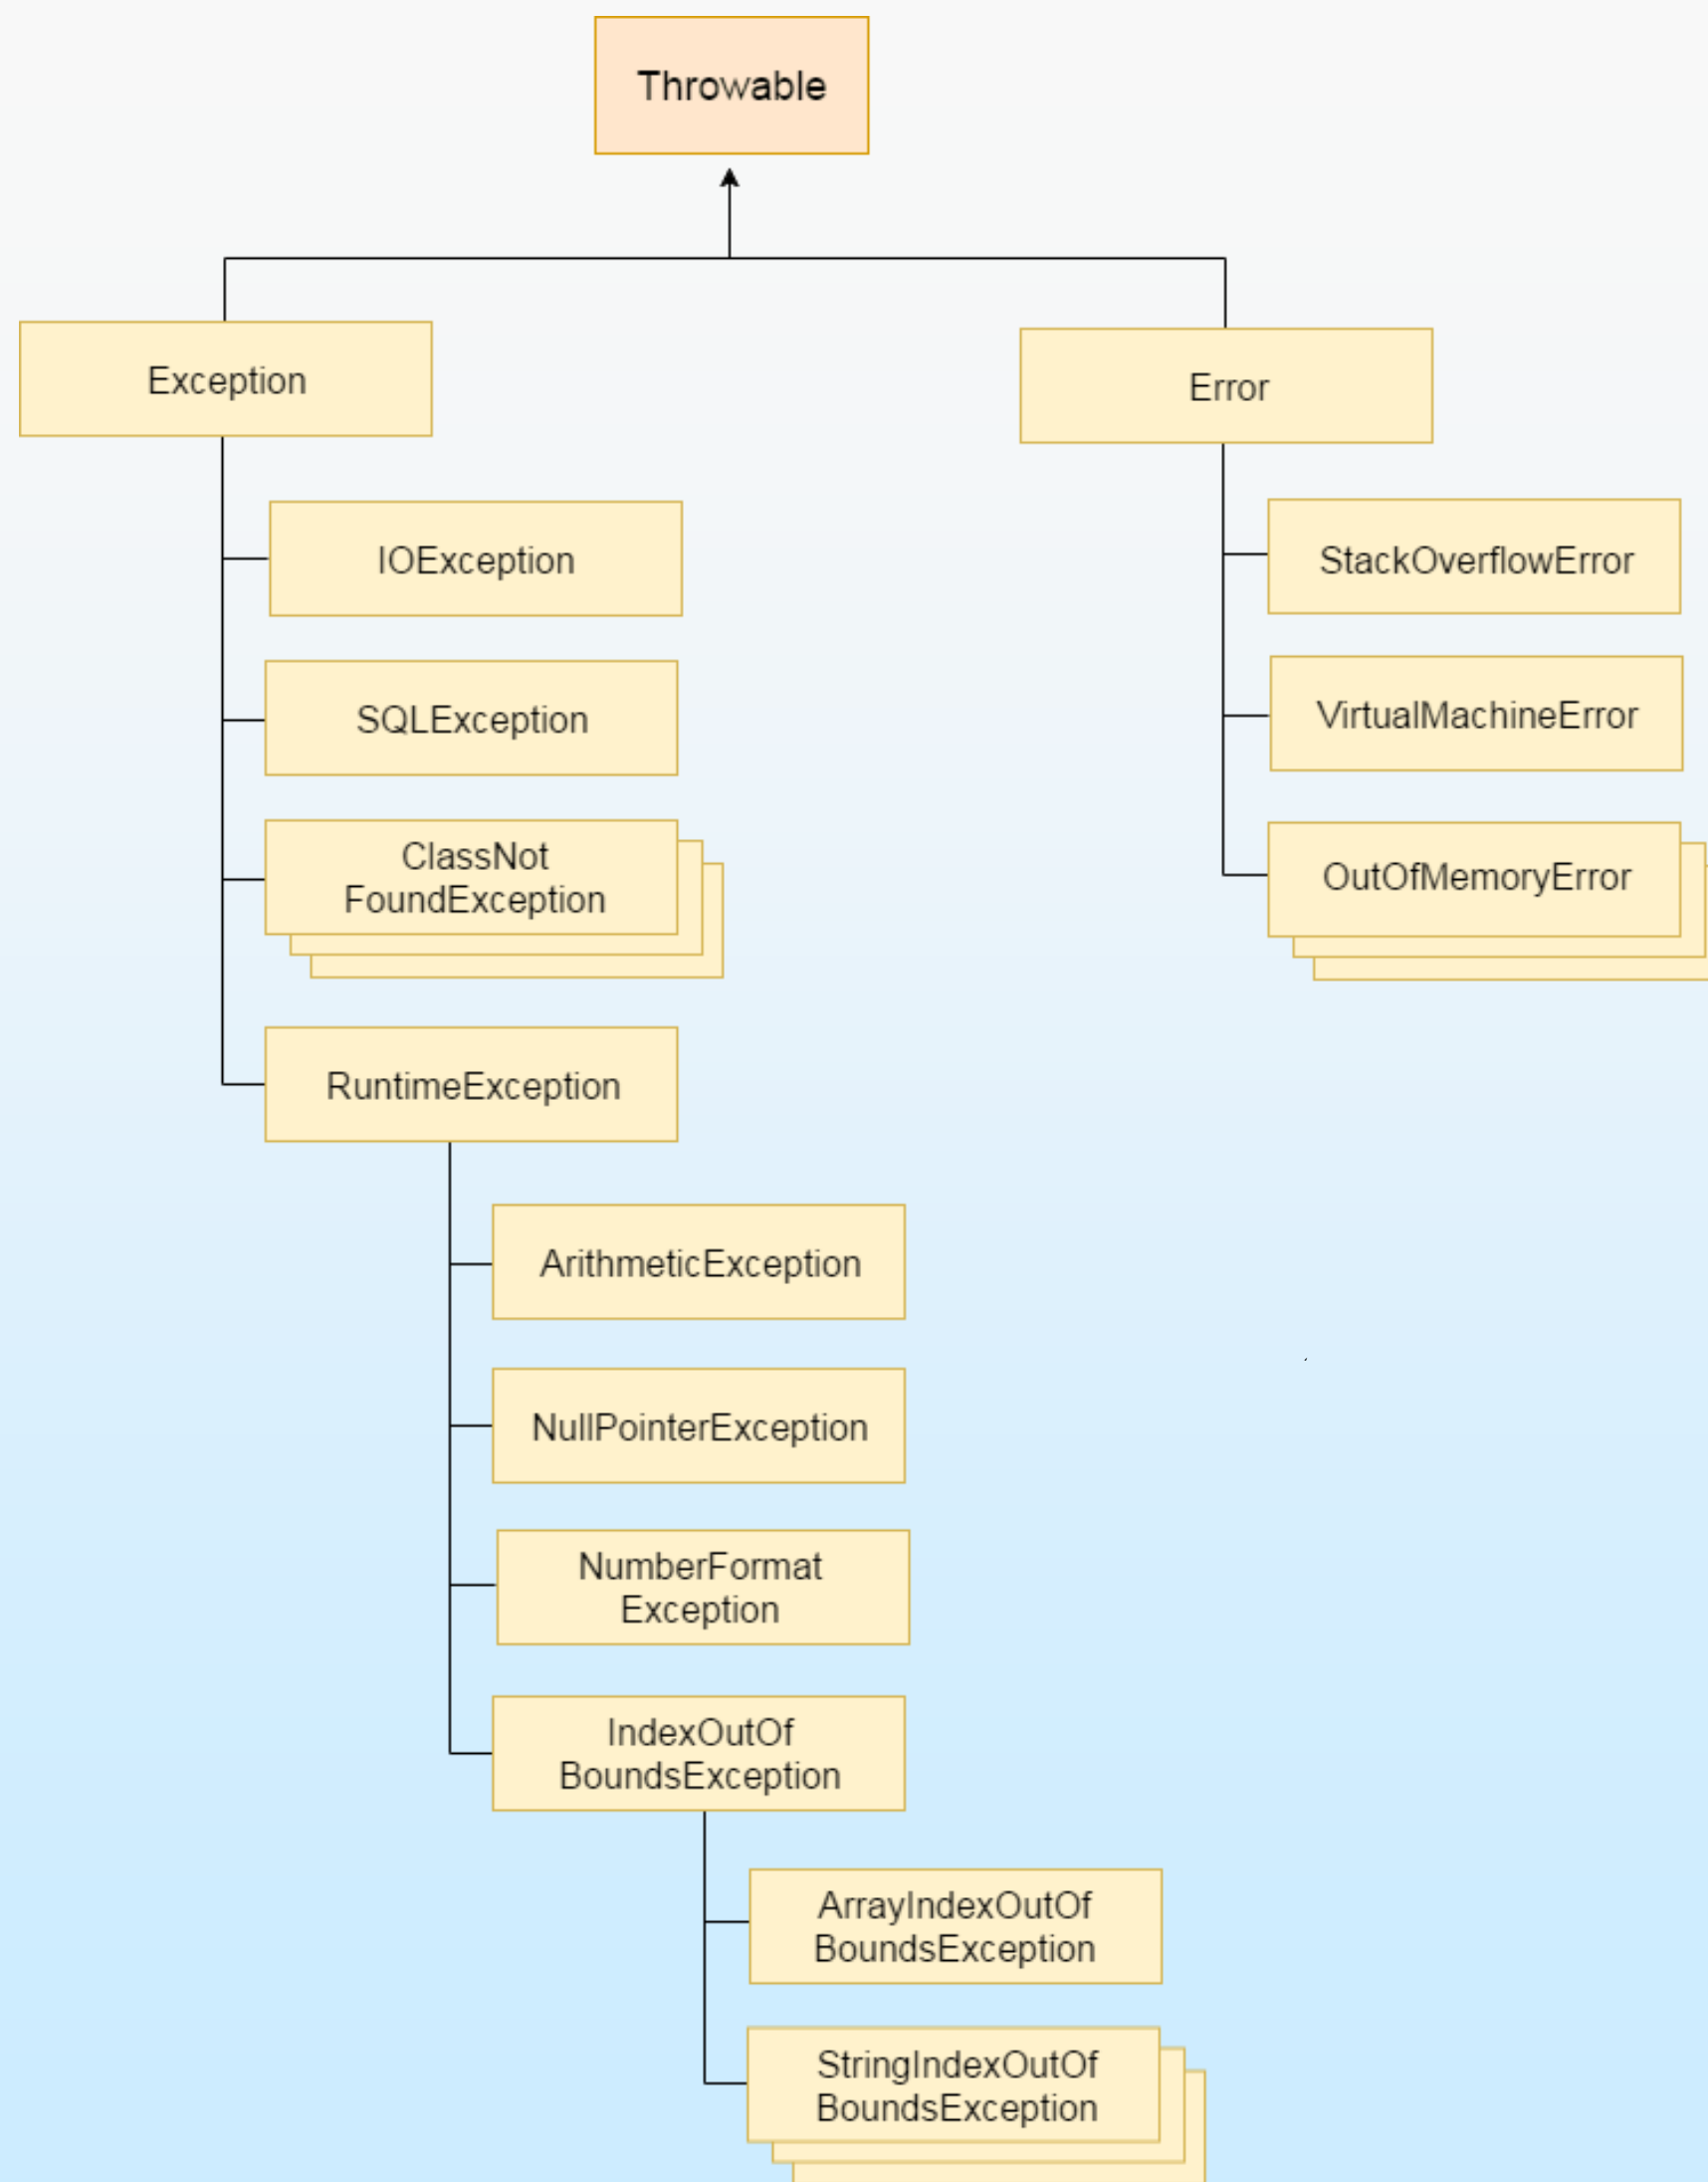 Throwable
Exception
Error
IOException
StackOverflowError
SQLException
VirtualMachineError
ClassNot
FoundException
OutOfMemoryError
RuntimeException
ArithmeticException
NullPointerException
NumberFormat
Exception
IndexOutOf
BoundsException
ArrayIndexOutOf
BoundsException
StringIndexOutOf
BoundsException